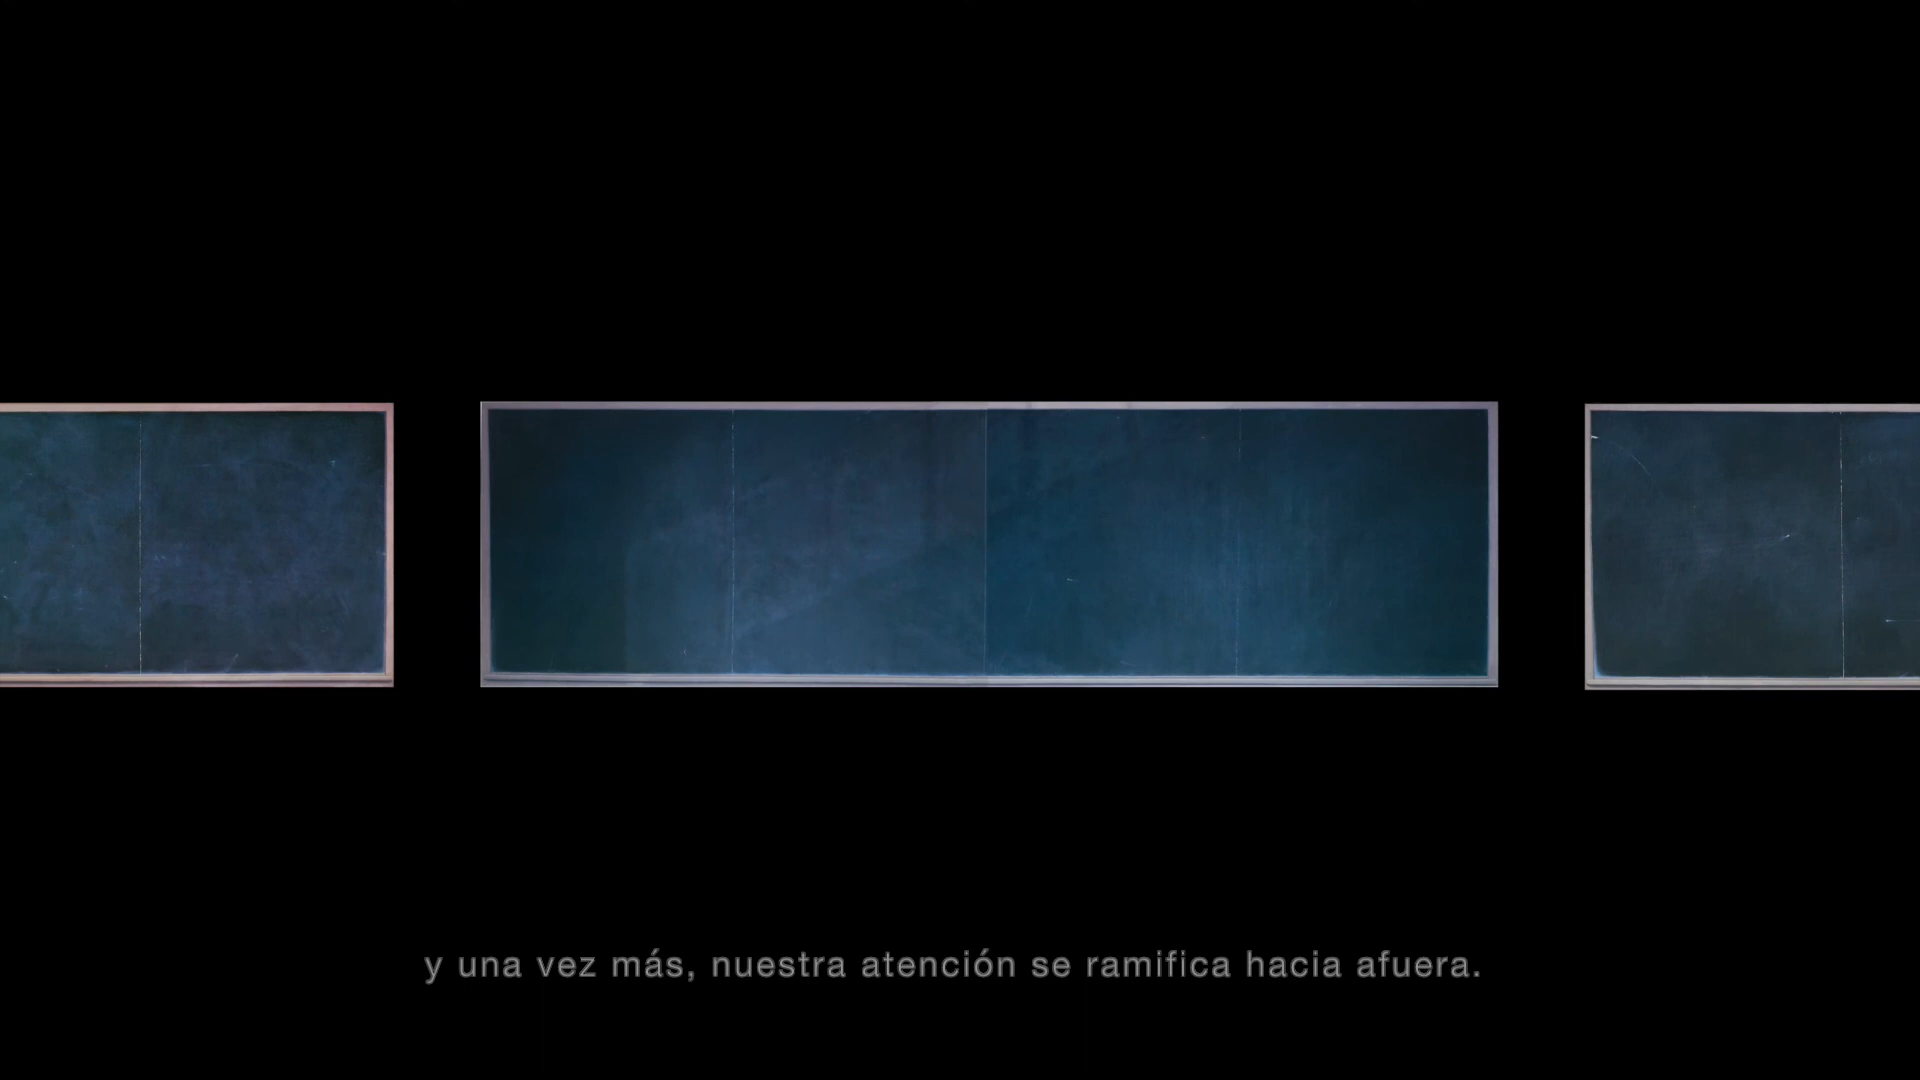 y una vez más, nuestra atención se ramifica hacia afuera.